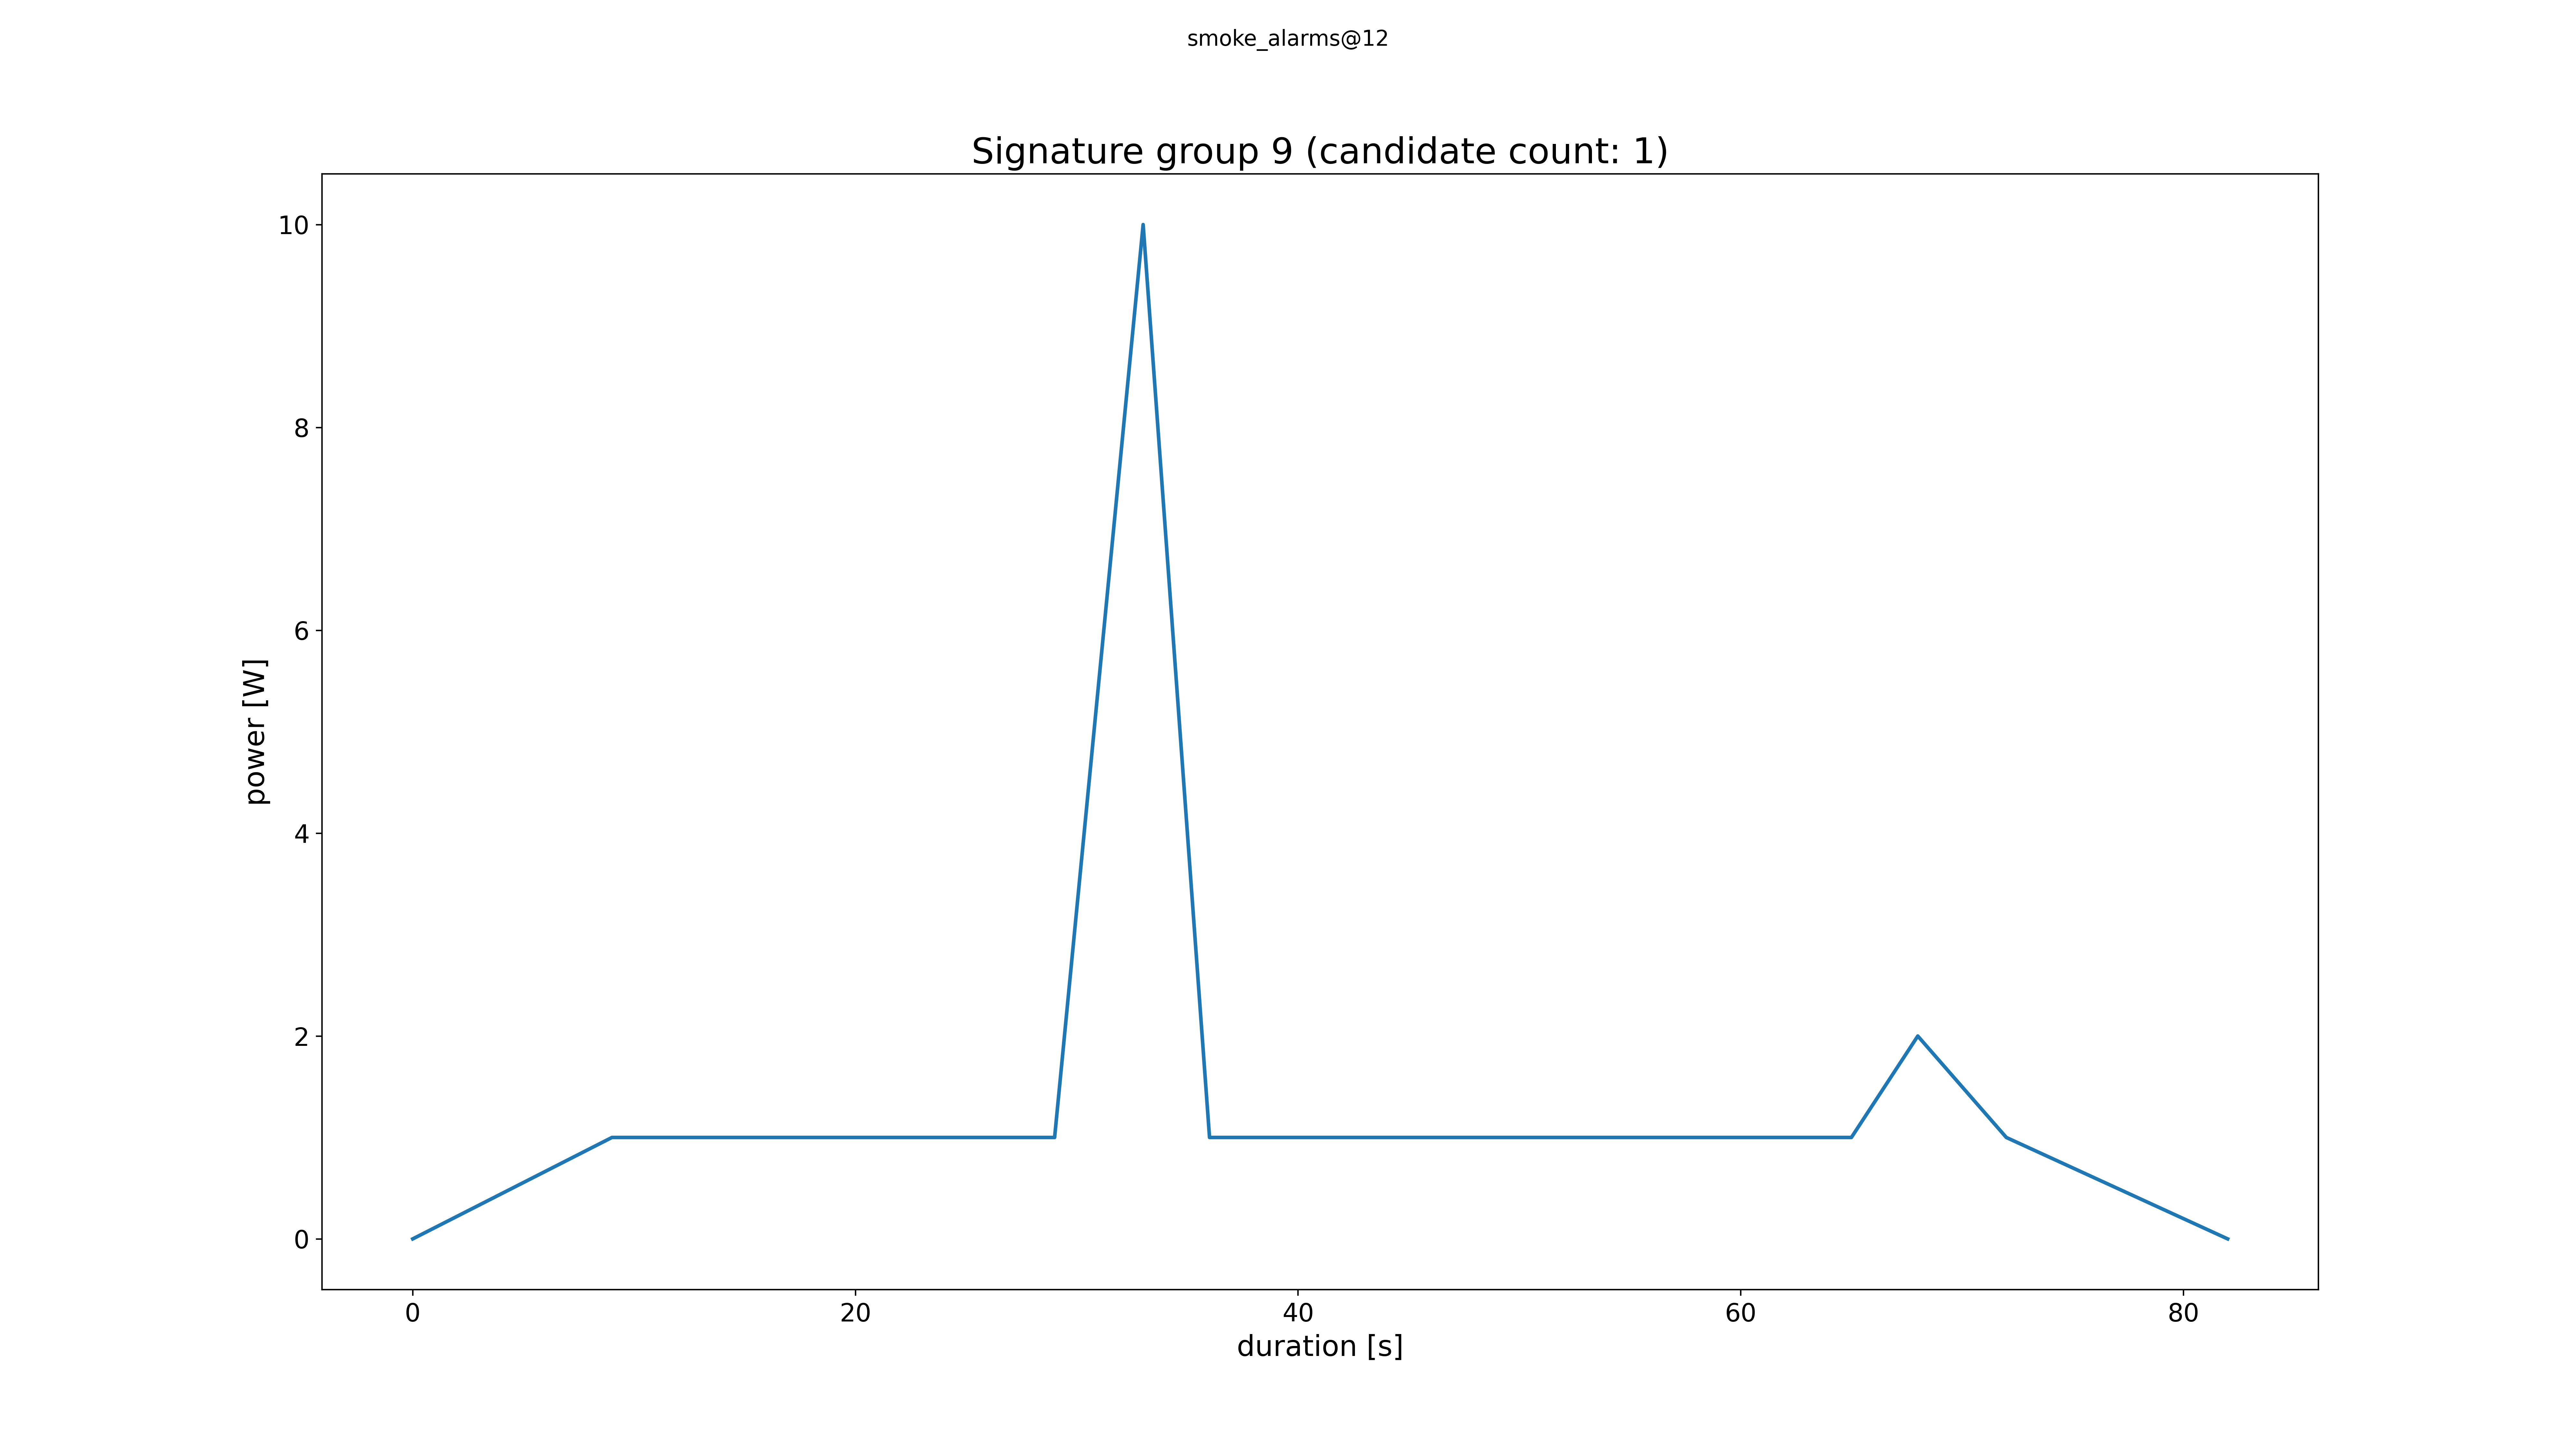 smoke_alarms@12
Signature group 9 (candidate count: 1)
10
8
6
4
2
0
power [W]
0 20 40 60 80
duration [s]